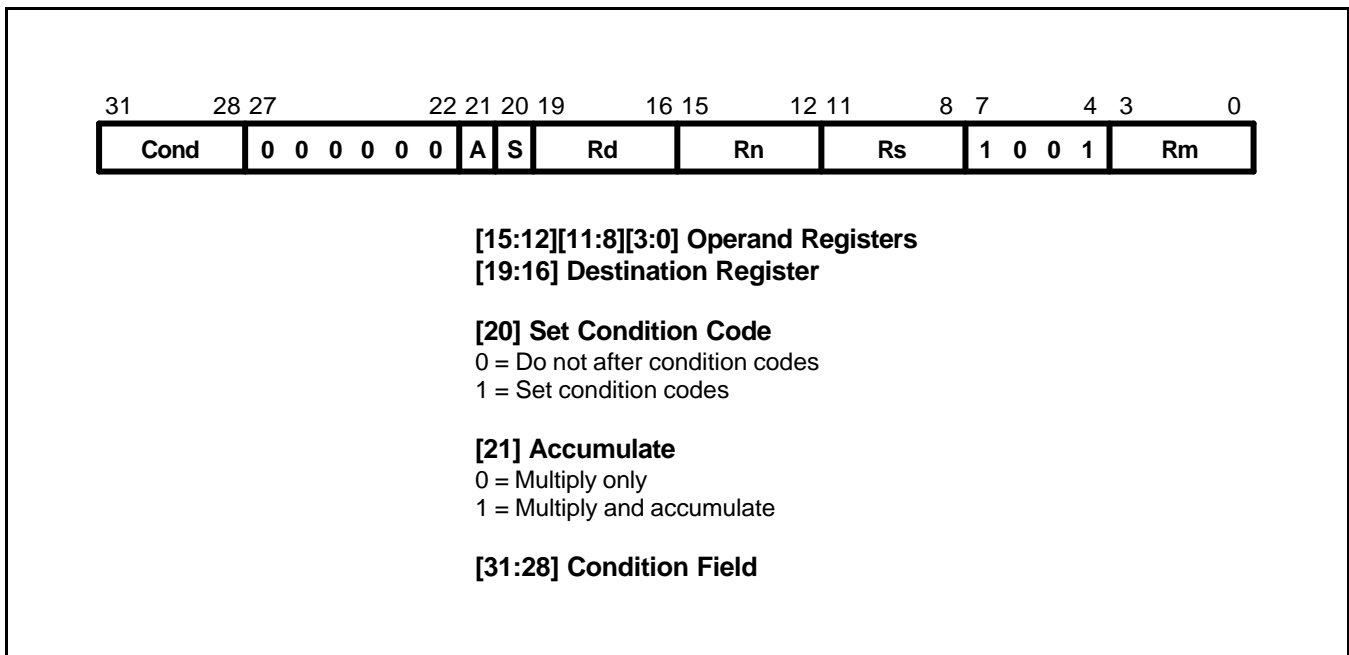 31 28 27 22 21 20 19 16 15 12 11 8 7 4 3 0
Cond 0 0 0 0 0 0 A S Rd Rn Rs 1 0 0 1 Rm
[15:12][11:8][3:0] Operand Registers
[19:16] Destination Register
[20] Set Condition Code
0 = Do not after condition codes
1 = Set condition codes
[21] Accumulate
0 = Multiply only
1 = Multiply and accumulate
[31:28] Condition Field